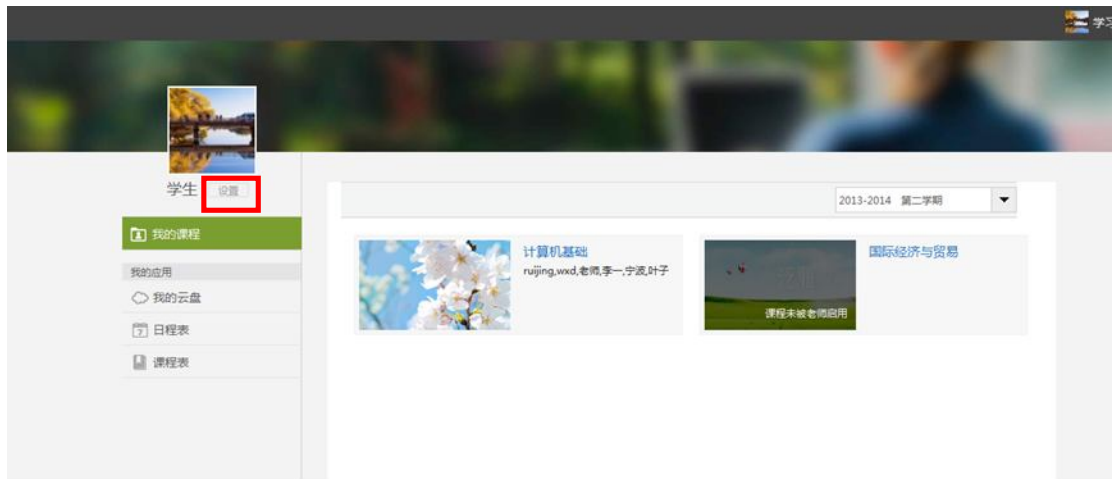 学习
学生 设置
2013-2014 第二学期
我的课程
计算机基础
ruijing,wxd,老师,李一,宁波,叶子
国际经济与贸易
课程未被老师启用
我的应用
我的云盘
7 日程表
课程表